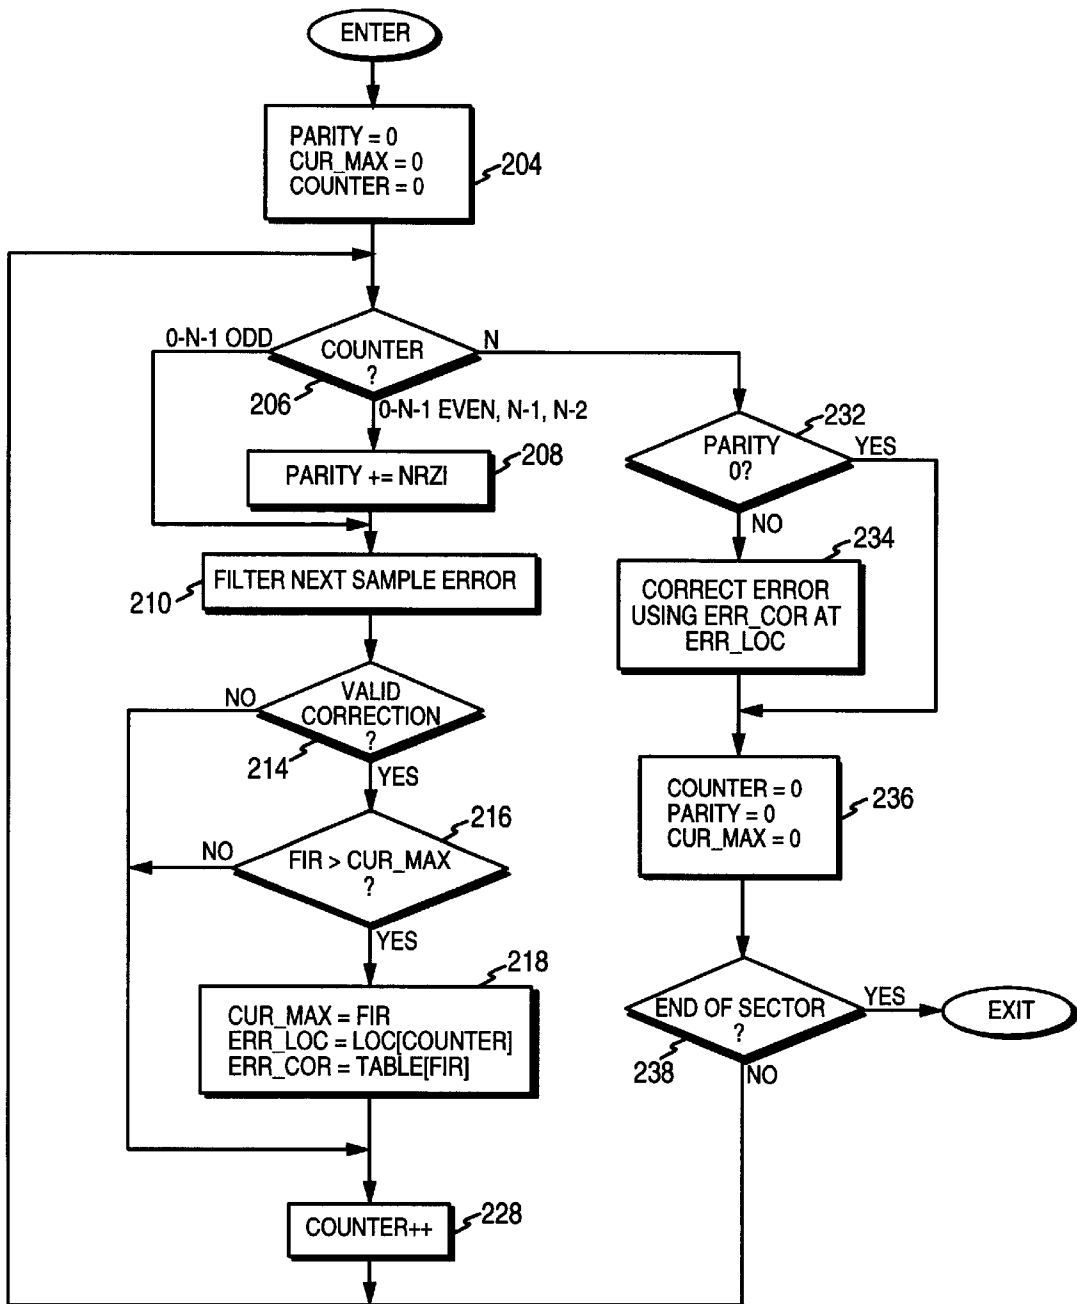 ENTER
PARITY = 0
CUR_MAX = 0
COUNTER = 0
204
0-N-1 ODD
COUNTER
?
N
206
0-N-1 EVEN, N-1, N-2
PARITY += NRZI
208
FILTER NEXT SAMPLE ERROR
210
VALID
CORRECTION
?
NO
214
YES
FIR > CUR_MAX
?
216
NO
YES
218
CUR_MAX = FIR
ERR_LOC = LOC[COUNTER]
ERR_COR = TABLE[FIR]
COUNTER++
228
232
PARITY
0?
YES
NO
234
CORRECT ERROR
USING ERR_COR AT
ERR_LOC
COUNTER = 0
PARITY = 0
CUR_MAX = 0
236
END OF SECTOR
?
YES
238
NO
EXIT